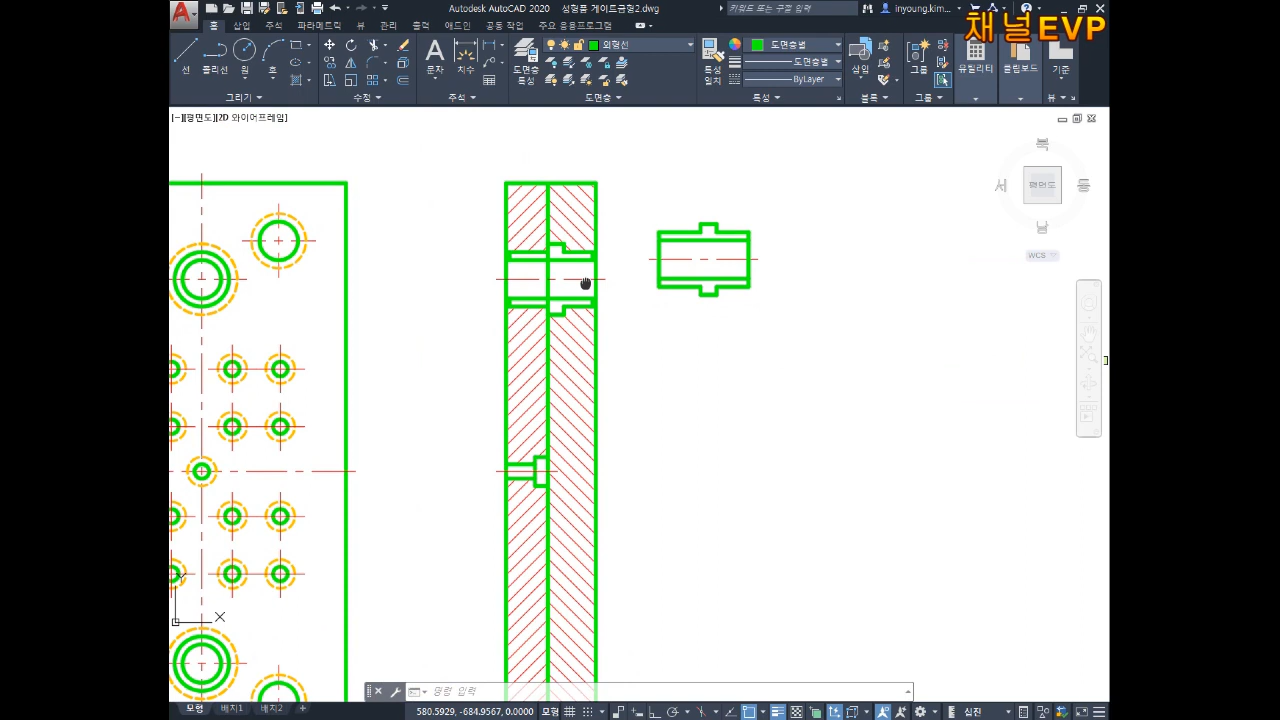 Autodesk AutoCAD 2020 성형품 게이트금형2.dwg
키워드 또는 구절 입력
inyoung.kim...
채널EVP
홈 삽입 주석 파라메트릭 뷰 관리 출력 애드인 공동 작업 주요 응용프로그램
선 폴리선 원 호
문자 치수
도면층 특성
외형선
특성 일치
도면층별
도면층별
ByLayer
삽입 그룹 유틸리티 클립보드 기준
그리기 수정 주석 도면층 특성 블록 그룹 뷰
[-][평면도][2D 와이어프레임]
북
서 평면도 동
남
WCS
Y
X
명령 입력
모형 배치1 배치2 +
580.5929, -684.9567, 0.0000 모형
십진